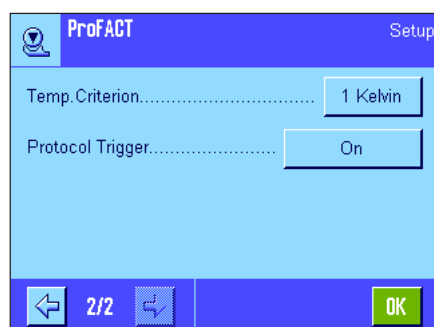 ProFACT Setup
Temp.Criterion................................ 1 Kelvin
Protocol Trigger....................... On
2/2 OK